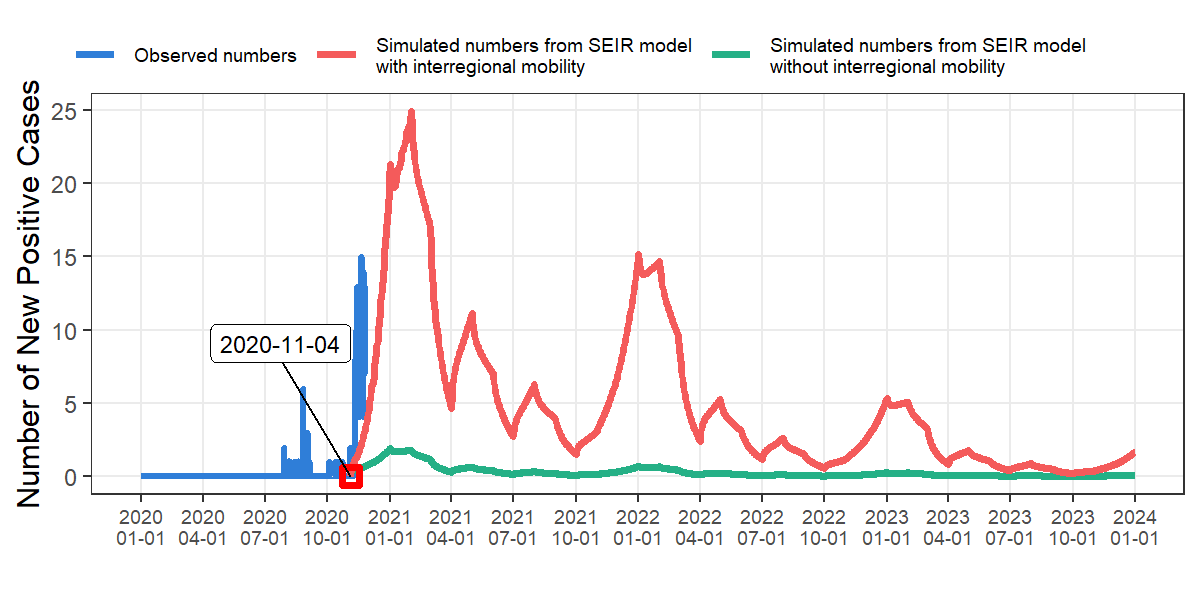 Observed numbers
Simulated numbers from SEIR model
with interregional mobility
Simulated numbers from SEIR model
without interregional mobility
Number of New Positive Cases
25
20
15
10
5
0
2020-11-04
2020 2020 2020 2020 2021 2021 2021 2021 2022 2022 2022 2022 2023 2023 2023 2023 2024
01-01 04-01 07-01 10-01 01-01 04-01 07-01 10-01 01-01 04-01 07-01 10-01 01-01 04-01 07-01 10-01 01-01